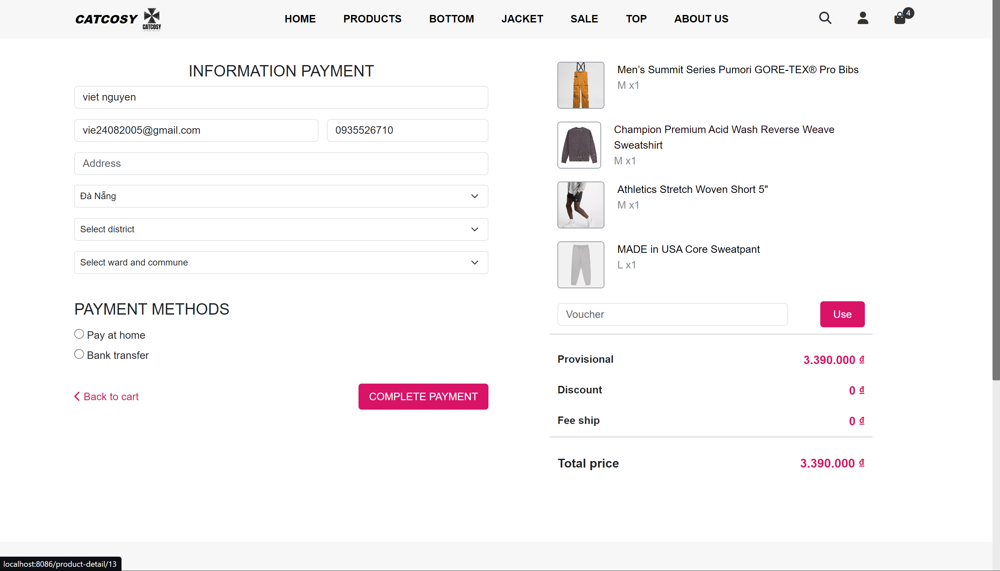 CATCOSY
CATCOSY
HOME
PRODUCTS
BOTTOM
JACKET
SALE
TOP
ABOUT US
4
INFORMATION PAYMENT
viet nguyen
vie24082005@gmail.com
0935526710
Address
Đà Nẵng
Select district
Select ward and commune
PAYMENT METHODS
Pay at home
Bank transfer
Back to cart
COMPLETE PAYMENT
Men’s Summit Series Pumori GORE-TEX® Pro Bibs
M x1
Champion Premium Acid Wash Reverse Weave
Sweatshirt
M x1
Athletics Stretch Woven Short 5"
M x1
MADE in USA Core Sweatpant
L x1
Voucher
Use
Provisional
3.390.000 ₫
Discount
0 ₫
Fee ship
0 ₫
Total price
3.390.000 ₫
localhost:8086/product-detail/13